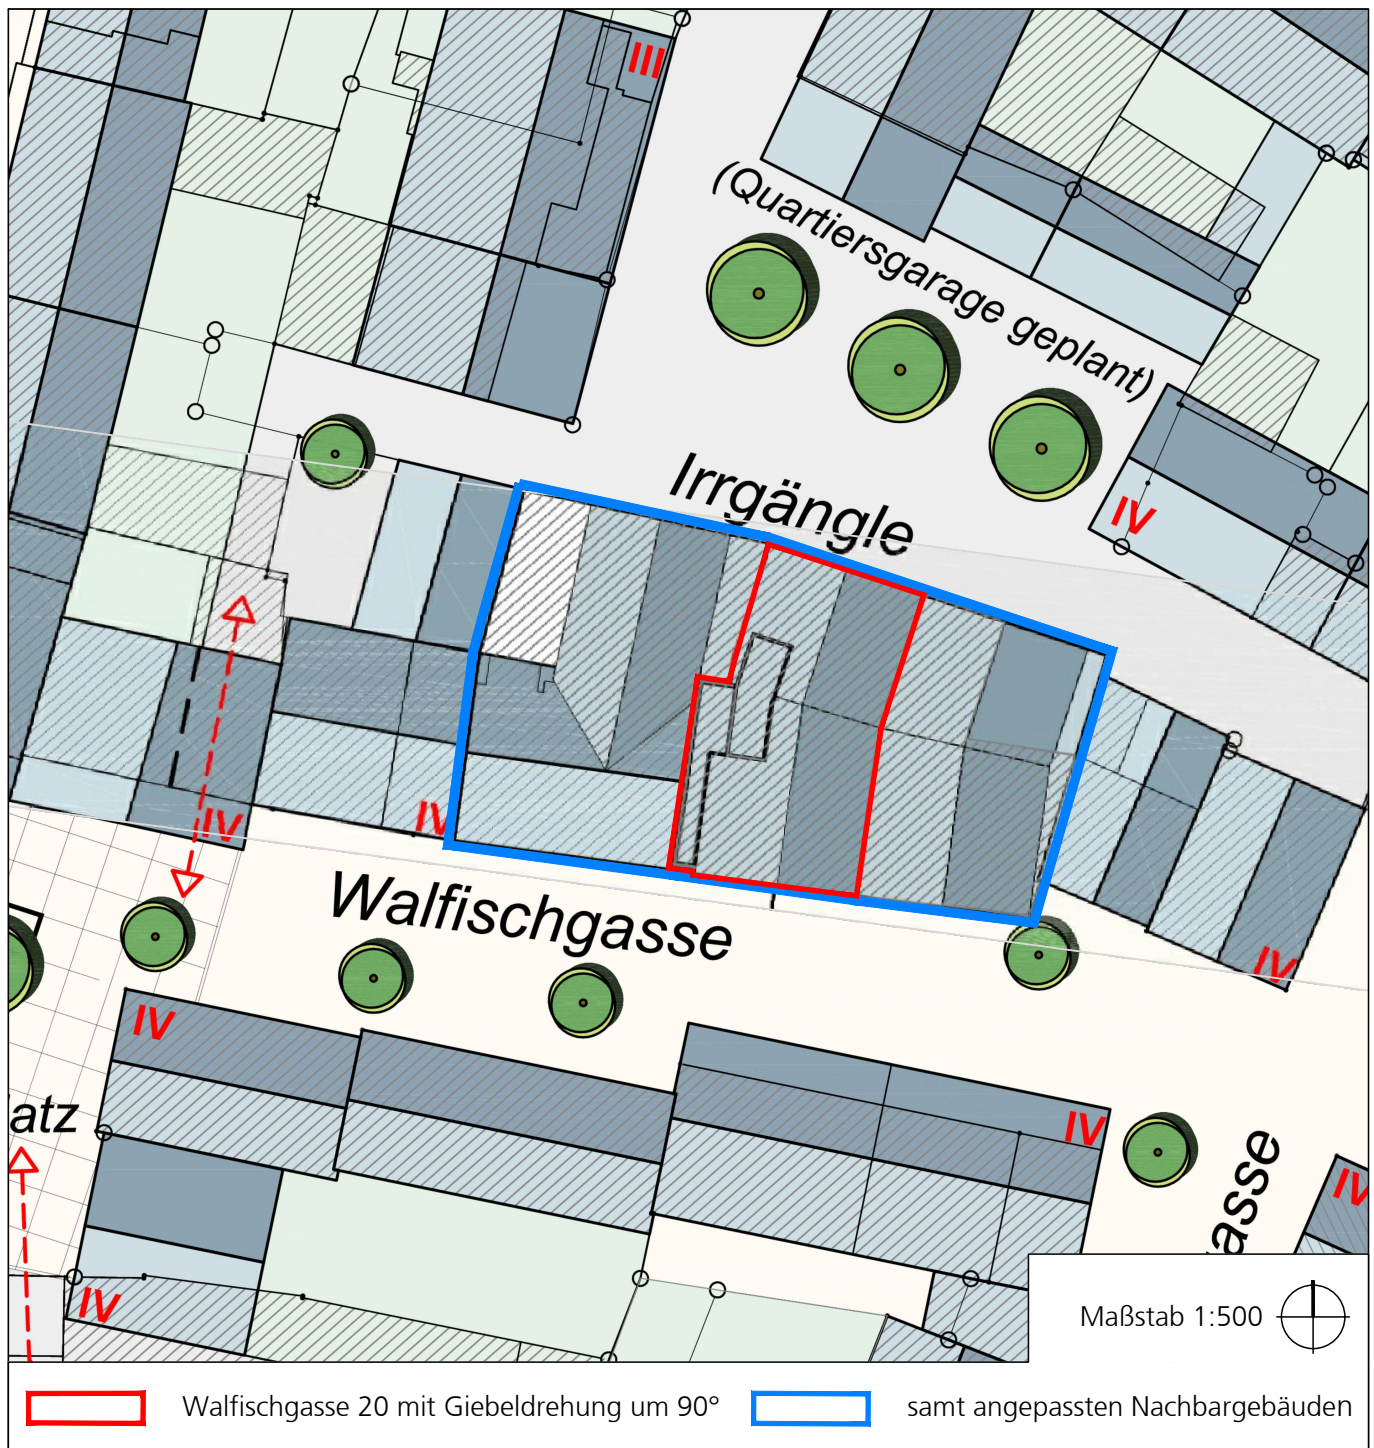 III
(Quartiersgarage geplant)
Irrgängle
IV
IV
IV
Walfischgasse
IV
IV
IV
atz
IV
asse
IV
Maßstab 1:500
Walfischgasse 20 mit Giebeldrehung um 90°
samt angepassten Nachbargebäuden